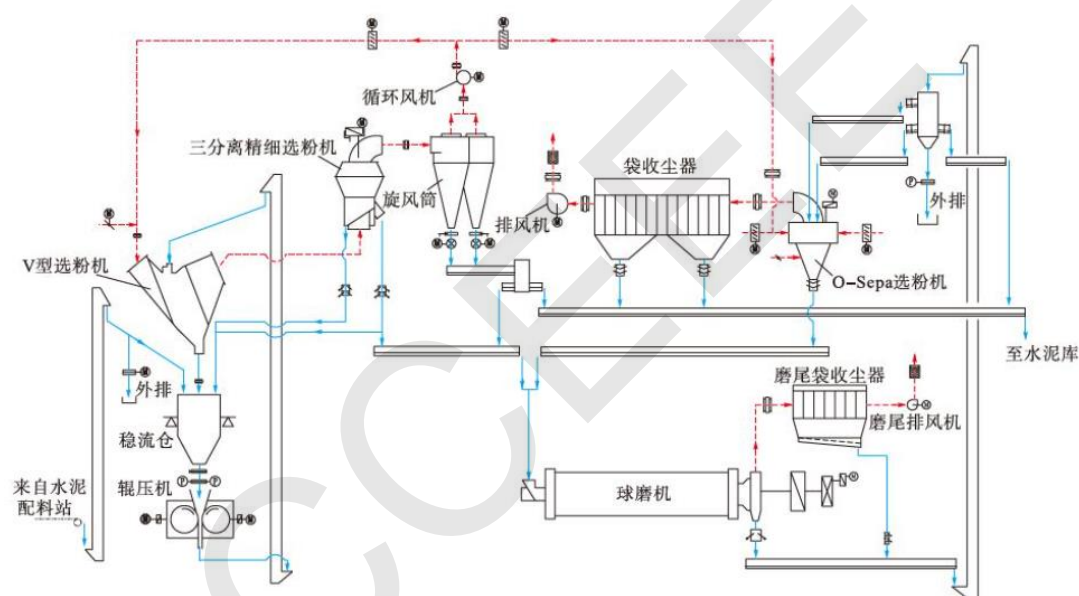 循环风机
三分离精细选粉机
旋风筒
排风机
袋收尘器
外排
V型选粉机
O-Sepa选粉机
至水泥库
外排
稳流仓
磨尾袋收尘器
磨尾排风机
来自水泥
配料站
辊压机
球磨机
CCEE